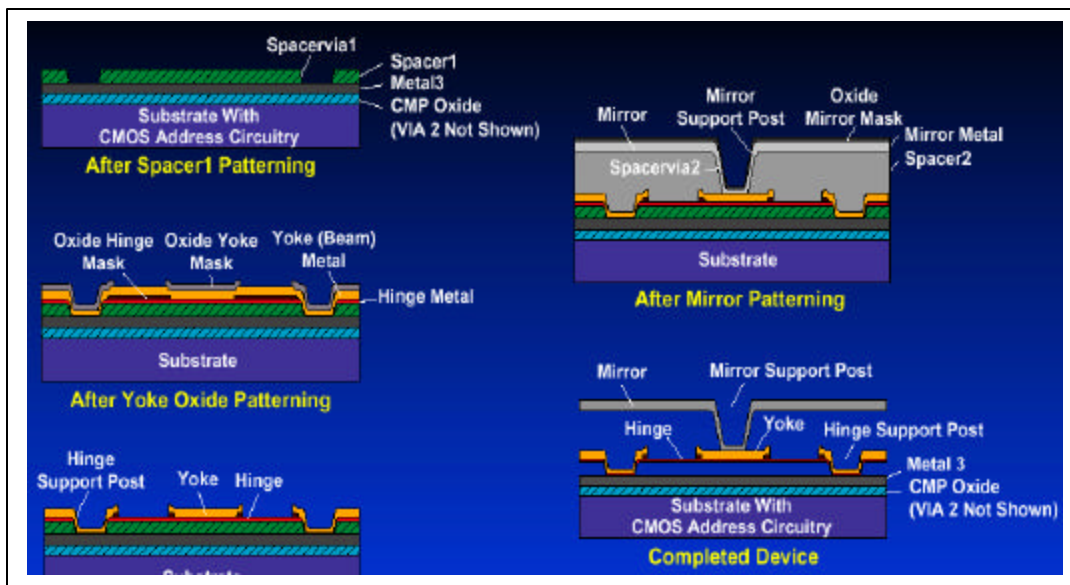 Spacervia1
Spacer1
Metal3
CMP Oxide
(VIA 2 Not Shown)
Substrate With
CMOS Address Circuitry
After Spacer1 Patterning
Oxide Hinge
Mask
Oxide Yoke
Mask
Yoke (Beam)
Metal
Hinge Metal
Substrate
After Yoke Oxide Patterning
Hinge
Support Post
Yoke
Hinge
Mirror
Mirror
Support Post
Oxide
Mirror Mask
Mirror Metal
Spacer2
Spacervia2
Substrate
After Mirror Patterning
Mirror
Mirror Support Post
Hinge
Yoke
Hinge Support Post
Metal 3
CMP Oxide
(VIA 2 Not Shown)
Substrate With
CMOS Address Circuitry
Completed Device